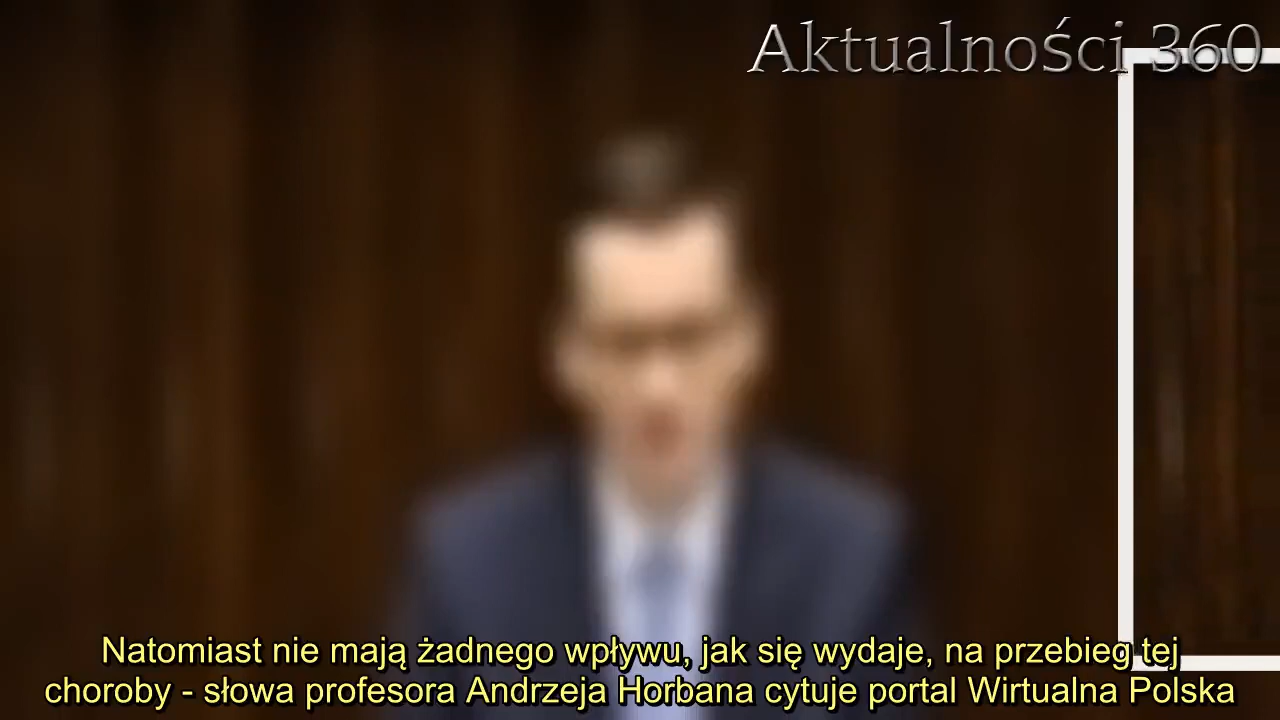 Aktualności 360
Natomiast nie mają żadnego wpływu, jak się wydaje, na przebieg tej
choroby - słowa profesora Andrzeja Horbana cytuje portal Wirtualna Polska